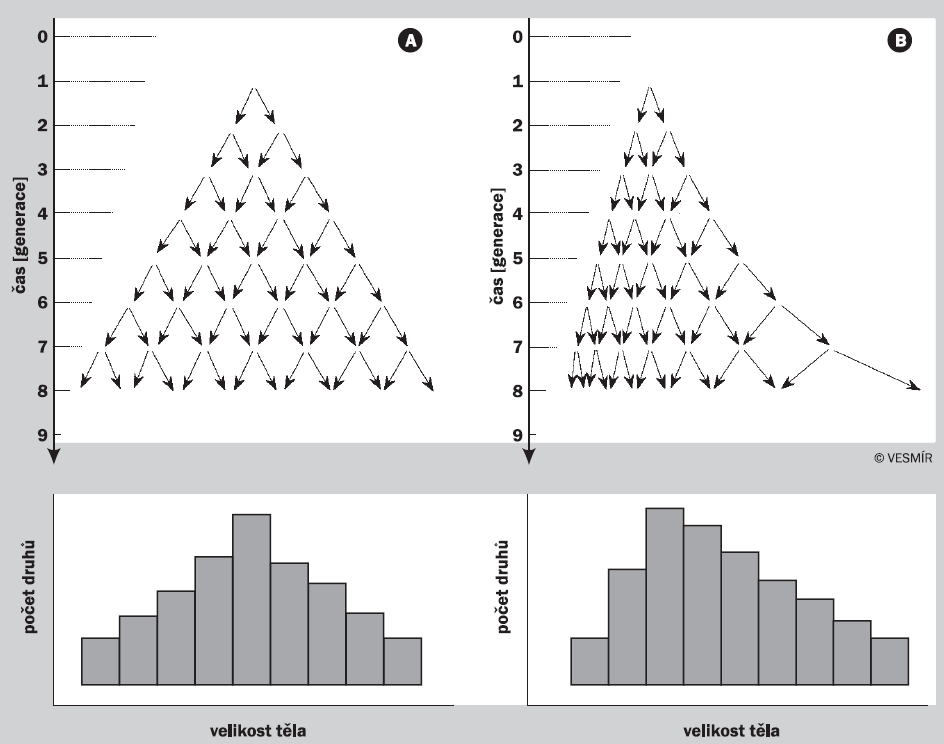 A
B
0
1
2
3
4
5
6
7
8
9
čas [generace]
0
1
2
3
4
5
6
7
8
9
čas [generace]
© VESMÍR
počet druhů
velikost těla
počet druhů
velikost těla